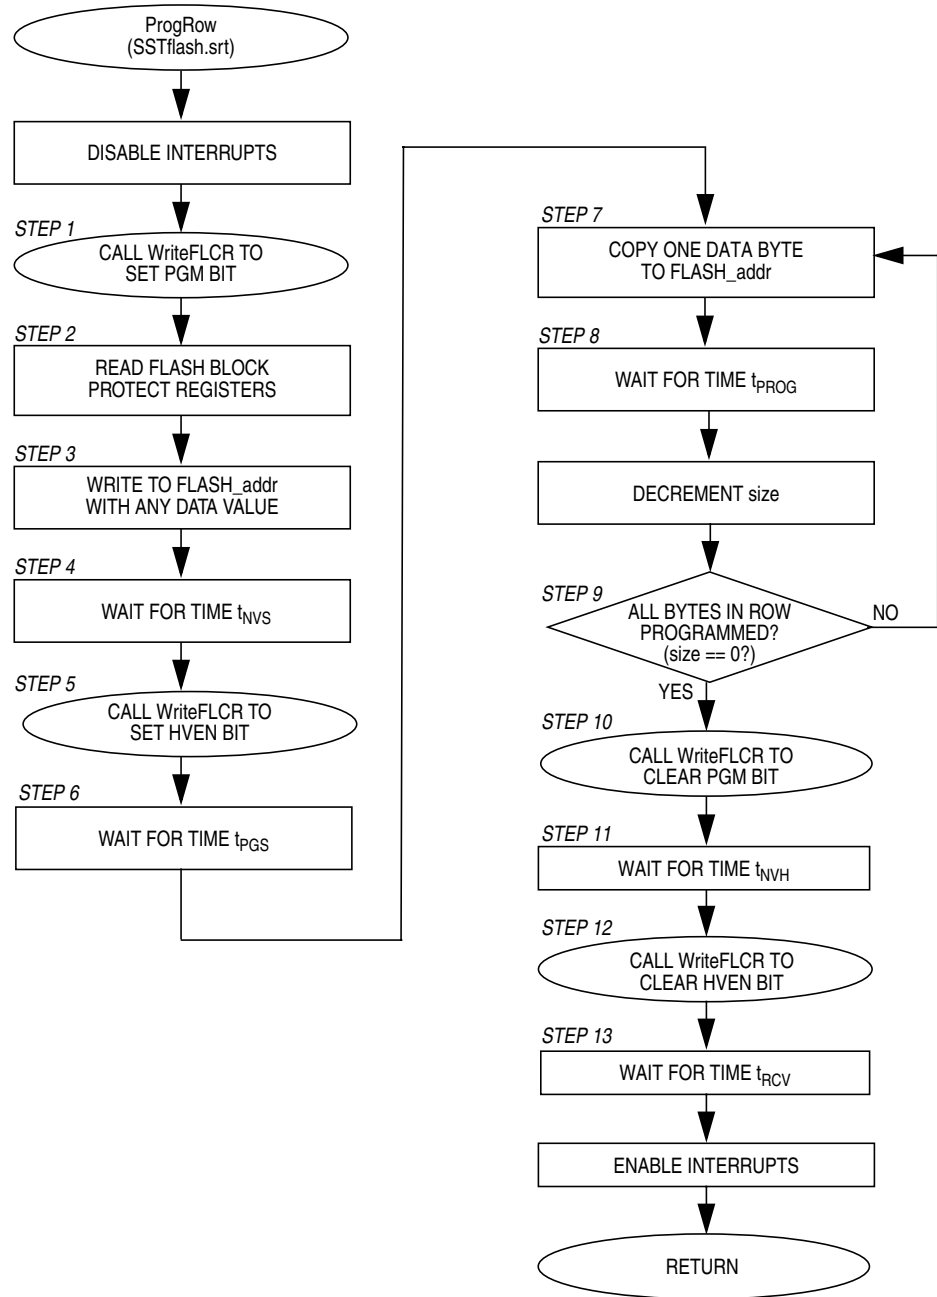 ProgRow
(SSTflash.srt)
DISABLE INTERRUPTS
STEP 1
CALL WriteFLCR TO
SET PGM BIT
STEP 2
READ FLASH BLOCK
PROTECT REGISTERS
STEP 3
WRITE TO FLASH_addr
WITH ANY DATA VALUE
STEP 4
WAIT FOR TIME tNVS
STEP 5
CALL WriteFLCR TO
SET HVEN BIT
STEP 6
WAIT FOR TIME tPGS
STEP 7
COPY ONE DATA BYTE
TO FLASH_addr
STEP 8
WAIT FOR TIME tPROG
DECREMENT size
STEP 9
ALL BYTES IN ROW
PROGRAMMED?
(size == 0?)
NO
YES
STEP 10
CALL WriteFLCR TO
CLEAR PGM BIT
STEP 11
WAIT FOR TIME tNVH
STEP 12
CALL WriteFLCR TO
CLEAR HVEN BIT
STEP 13
WAIT FOR TIME tRCV
ENABLE INTERRUPTS
RETURN